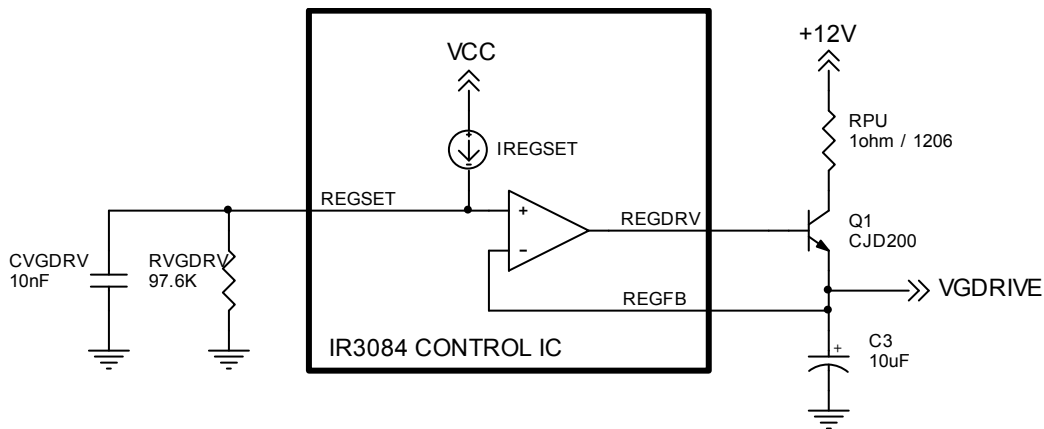 +12V
VCC
RPU
1ohm / 1206
+
-
IREGSET
REGSET
REGDRV
+
-
Q1
CJD200
CVGDRV
10nF
RVGDRV
97.6K
VGDRIVE
REGFB
IR3084 CONTROL IC
+
C3
10uF